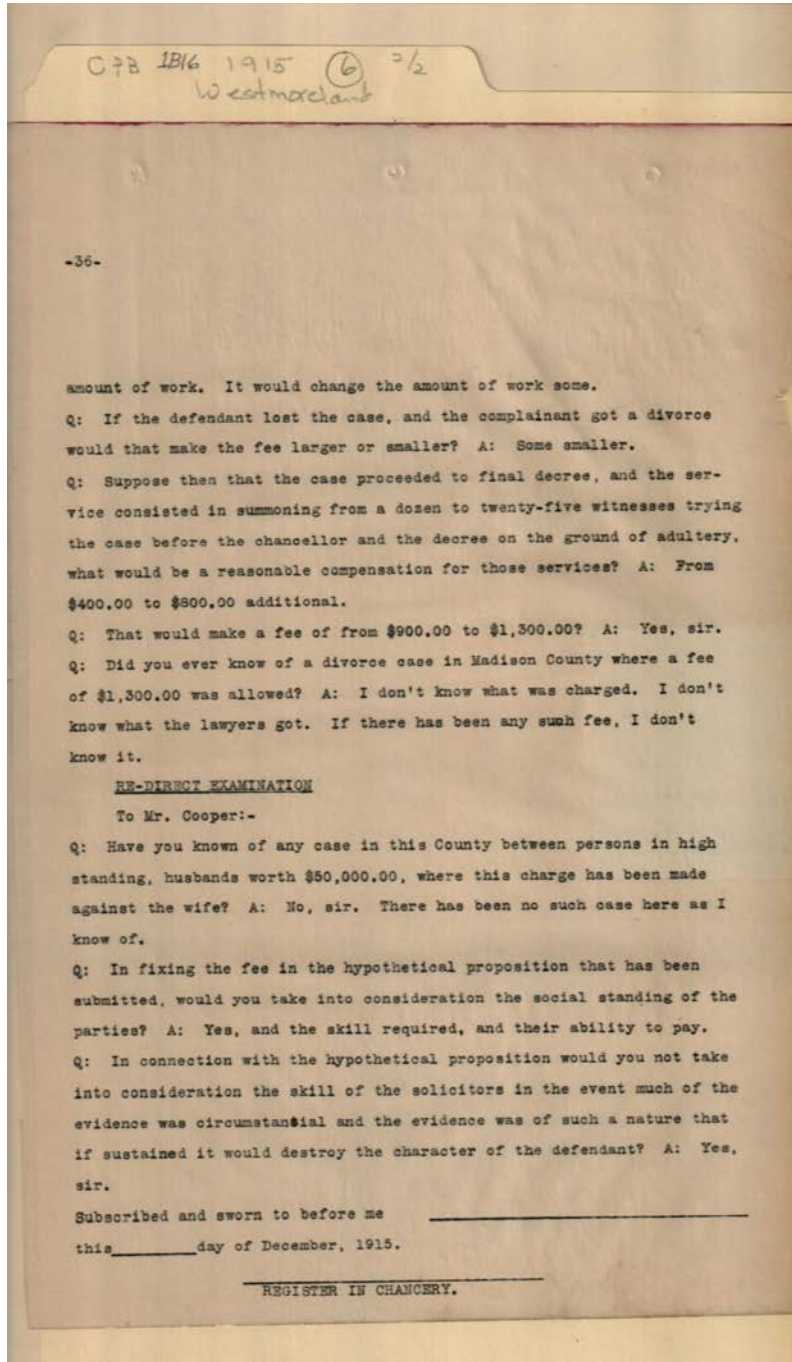 C7B 1B16 1915 6 2/2
Westmoreland
-36-
amount of work. It would change the amount of work some.
Q: If the defendant lost the case, and the complainant got a divorce
would that make the fee larger or smaller? A: Some smaller.
Q: Suppose then that the case proceeded to final decree, and the ser-
vice consisted in summoning from a dozen to twenty-five witnesses trying
the case before the chancellor and the decree on the ground of adultery,
what would be a reasonable compensation for those services? A: From
$400.00 to $800.00 additional.
Q: That would make a fee of from $900.00 to $1,300.00? A: Yes, sir.
Q: Did you ever know of a divorce case in Madison County where a fee
of $1,300.00 was allowed? A: I don't know what was charged. I don't
know what the lawyers got. If there has been any such fee, I don't
know it.
RE-DIRECT EXAMINATION
To Mr. Cooper:-
Q: Have you known of any case in this County between persons in high
standing, husbands worth $50,000.00, where this charge has been made
against the wife? A: No, sir. There has been no such case here as I
know of.
Q: In fixing the fee in the hypothetical proposition that has been
submitted, would you take into consideration the social standing of the
parties? A: Yes, and the skill required, and their ability to pay.
Q: In connection with the hypothetical proposition would you not take
into consideration the skill of the solicitors in the event much of the
evidence was circumstantial and the evidence was of such a nature that
if sustained it would destroy the character of the defendant? A: Yes,
sir.
Subscribed and sworn to before me
this________day of December, 1915.
REGISTER IN CHANCERY.